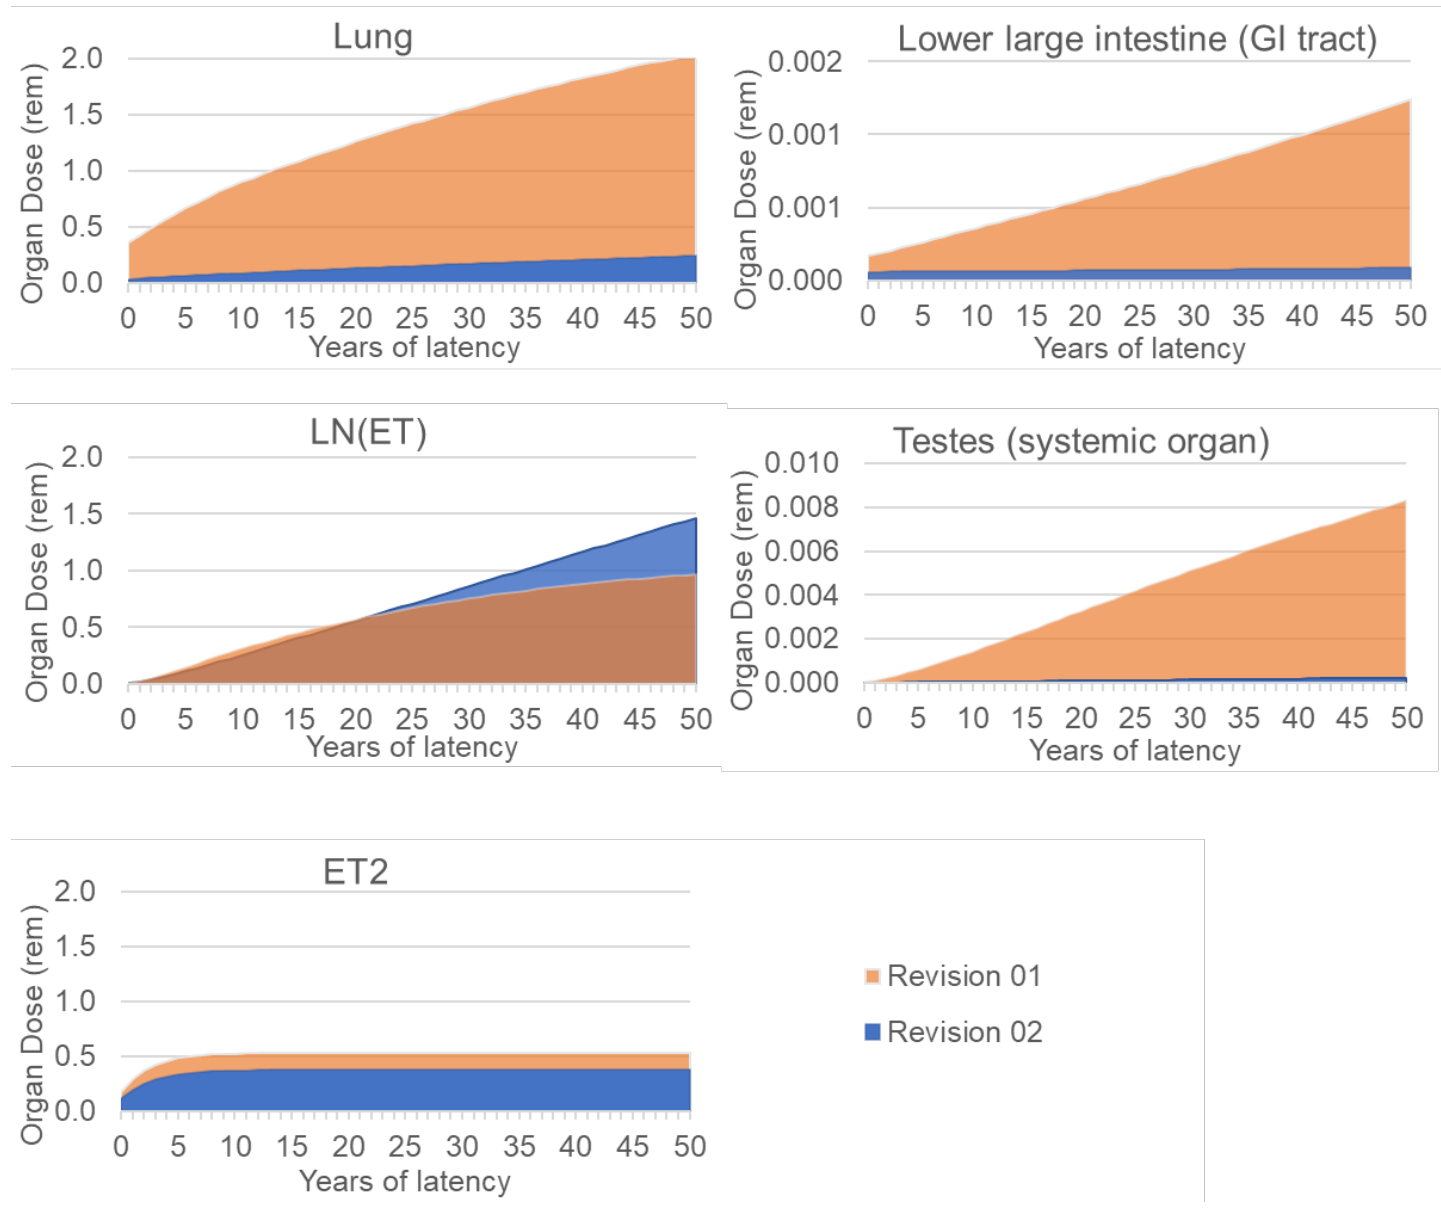 Lung
Organ Dose (rem)
2.0
1.5
1.0
0.5
0.0
0 5 10 15 20 25 30 35 40 45 50
Years of latency
Lower large intestine (GI tract)
Organ Dose (rem)
0.002
0.001
0.001
0.000
0 5 10 15 20 25 30 35 40 45 50
Years of latency
LN(ET)
Organ Dose (rem)
2.0
1.5
1.0
0.5
0.0
0 5 10 15 20 25 30 35 40 45 50
Years of latency
Testes (systemic organ)
Organ Dose (rem)
0.010
0.008
0.006
0.004
0.002
0.000
0 5 10 15 20 25 30 35 40 45 50
Years of latency
ET2
Organ Dose (rem)
2.0
1.5
1.0
0.5
0.0
0 5 10 15 20 25 30 35 40 45 50
Years of latency
Revision 01
Revision 02